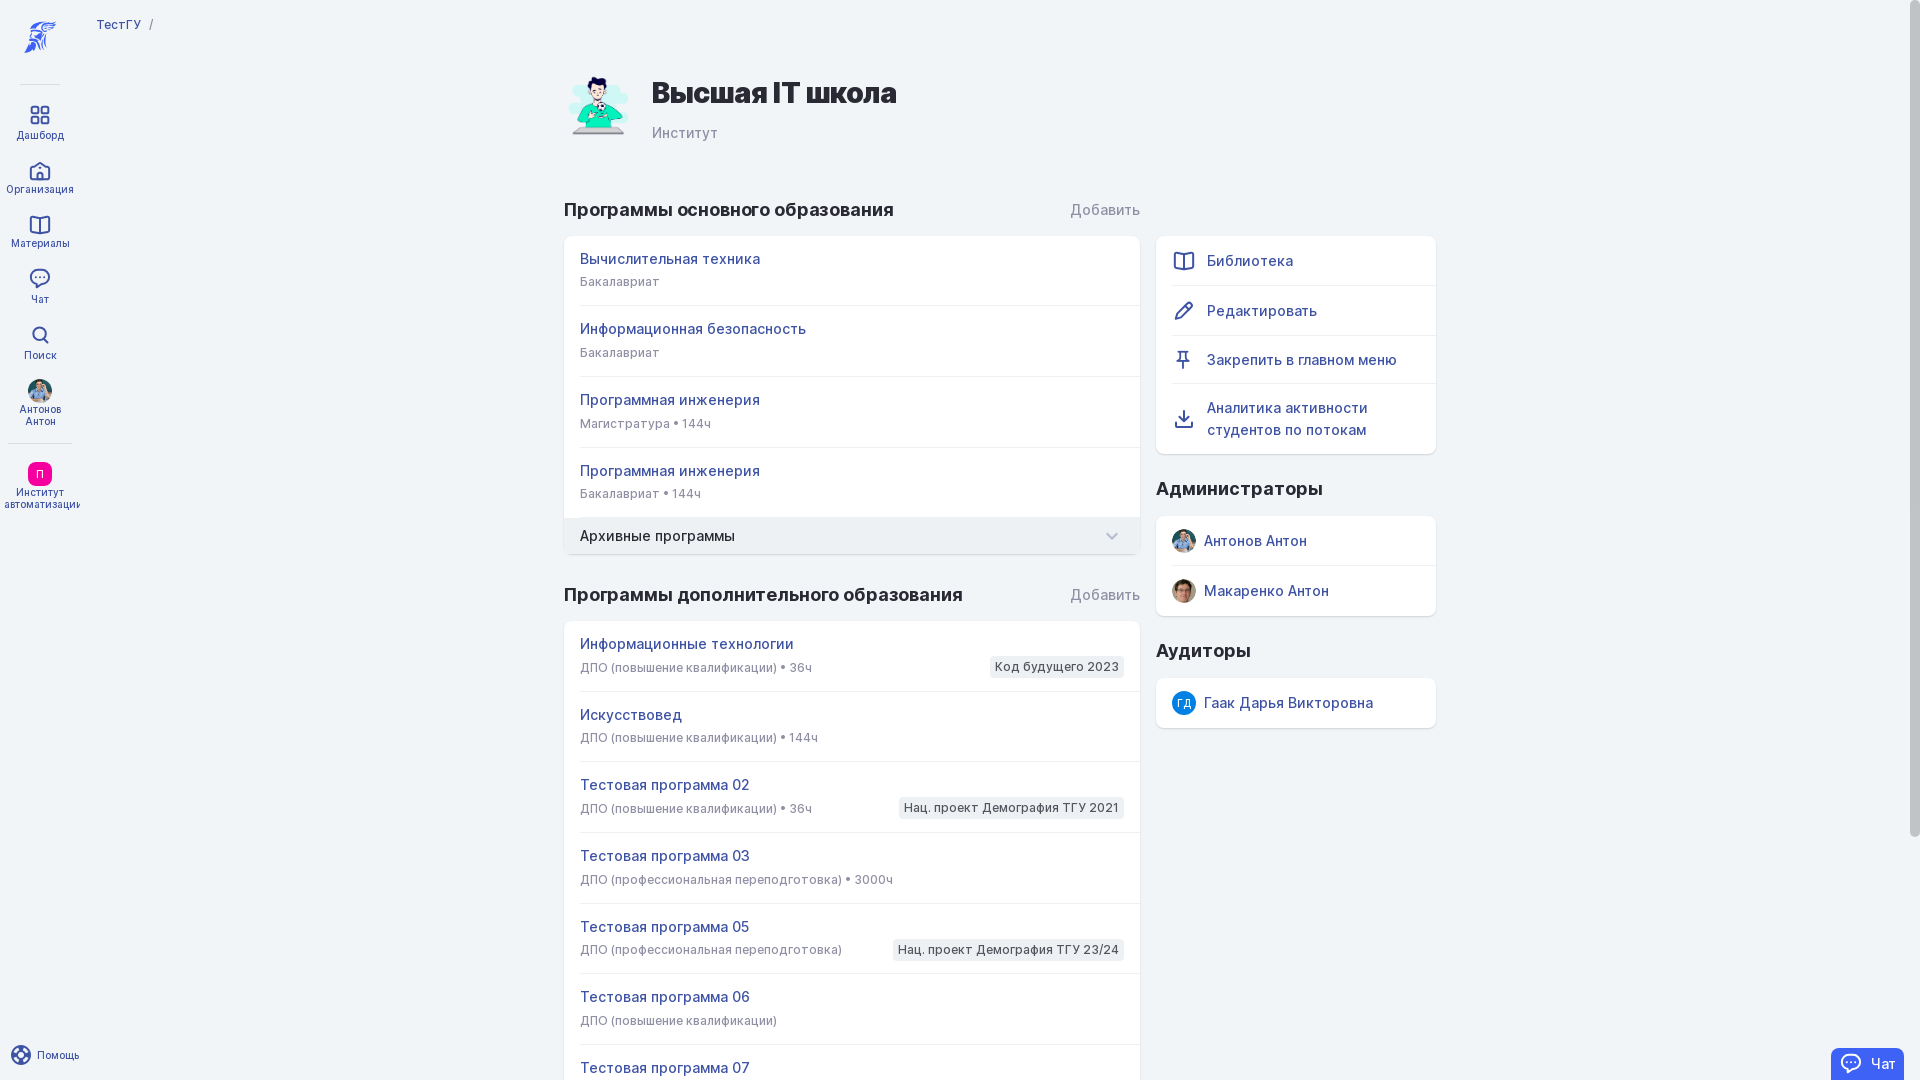 ТестГУ /
Дашборд
Организация
Материалы
Чат
Поиск
Антонов
Антон
П
Институт
автоматизации
Помощь
Высшая IT школа
Институт
Программы основного образования
Добавить
Вычислительная техника
Бакалавриат
Информационная безопасность
Бакалавриат
Программная инженерия
Магистратура • 144ч
Программная инженерия
Бакалавриат • 144ч
Архивные программы
Программы дополнительного образования
Добавить
Информационные технологии
ДПО (повышение квалификации) • 36ч
Код будущего 2023
Искусствовед
ДПО (повышение квалификации) • 144ч
Тестовая программа 02
ДПО (повышение квалификации) • 36ч
Нац. проект Демография ТГУ 2021
Тестовая программа 03
ДПО (профессиональная переподготовка) • 3000ч
Тестовая программа 05
ДПО (профессиональная переподготовка)
Нац. проект Демография ТГУ 23/24
Тестовая программа 06
ДПО (повышение квалификации)
Тестовая программа 07
Библиотека
Редактировать
Закрепить в главном меню
Аналитика активности
студентов по потокам
Администраторы
Антонов Антон
Макаренко Антон
Аудиторы
ГД
Гаак Дарья Викторовна
Чат